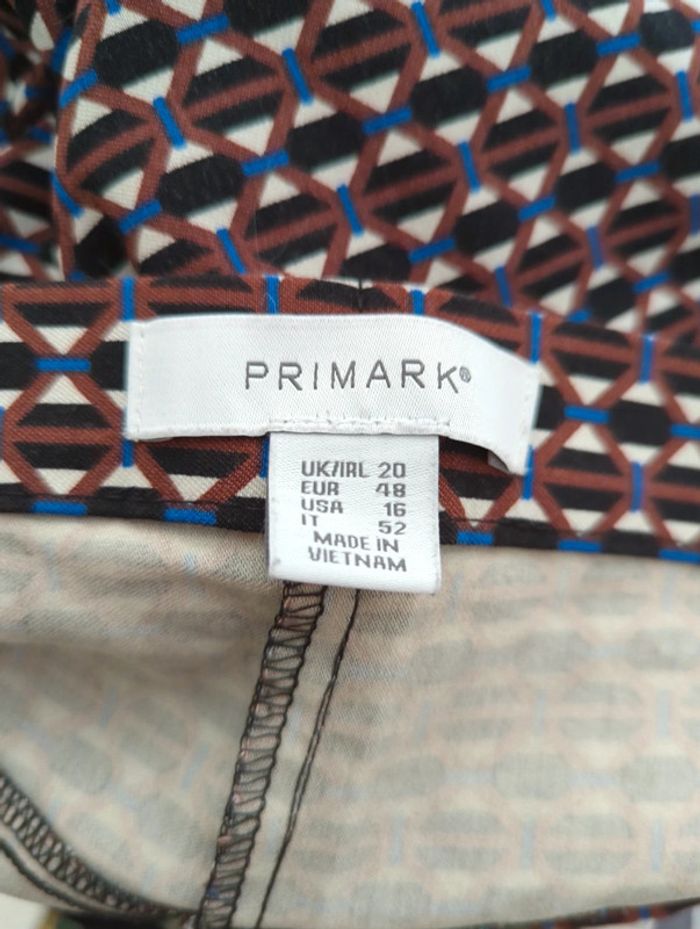 PRIMARK®
UK/IRL 20
EUR 48
USA 16
IT 52
MADE IN
VIETNAM